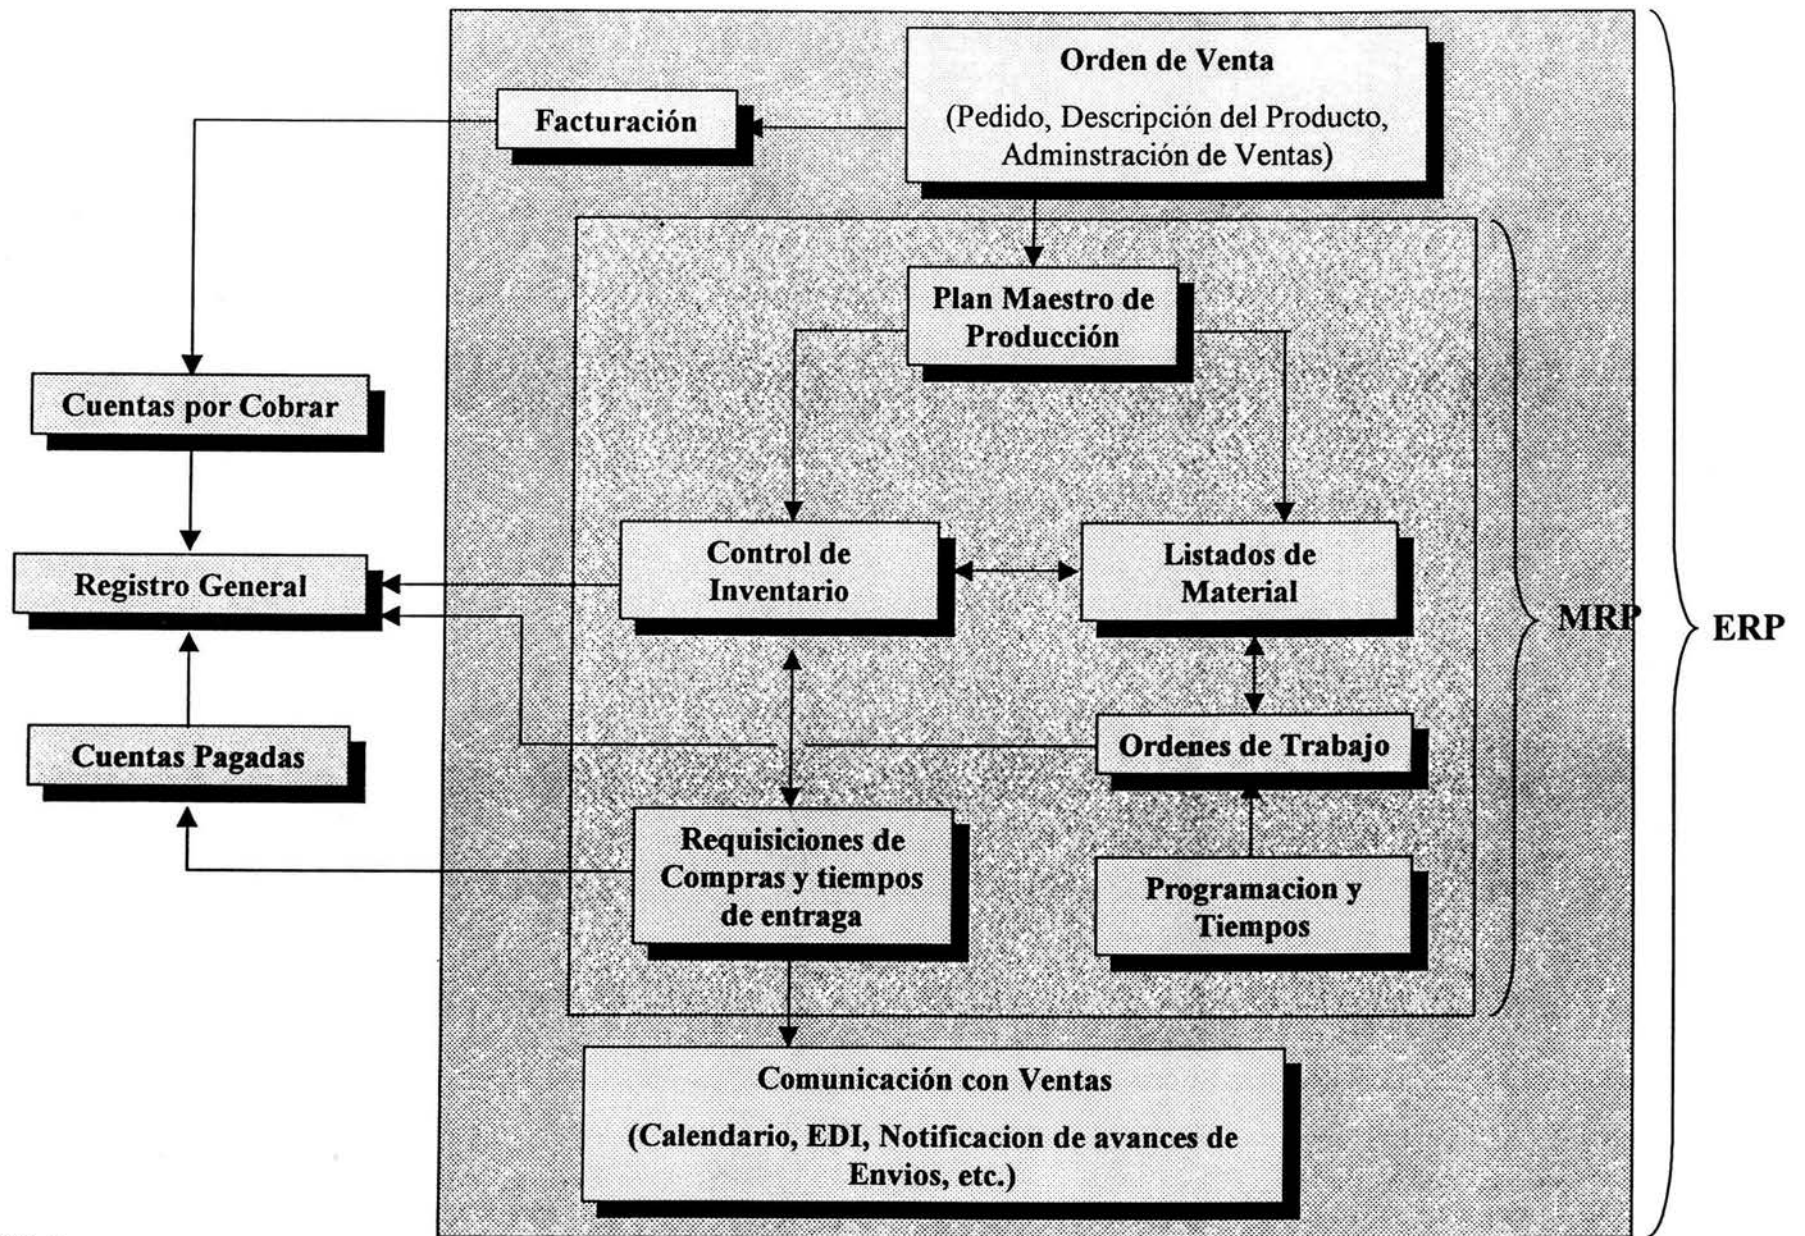 Orden de Venta
(Pedido, Descripción del Producto,
Adminstración de Ventas)
Facturación
Plan Maestro de
Producción
Cuentas por Cobrar
Control de
Inventario
Listados de
Material
Registro General
MRP
ERP
Ordenes de Trabajo
Cuentas Pagadas
Requisiciones de
Compras y tiempos
de entraga
Programacion y
Tiempos
Comunicación con Ventas
(Calendario, EDI, Notificacion de avances de
Envios, etc.)